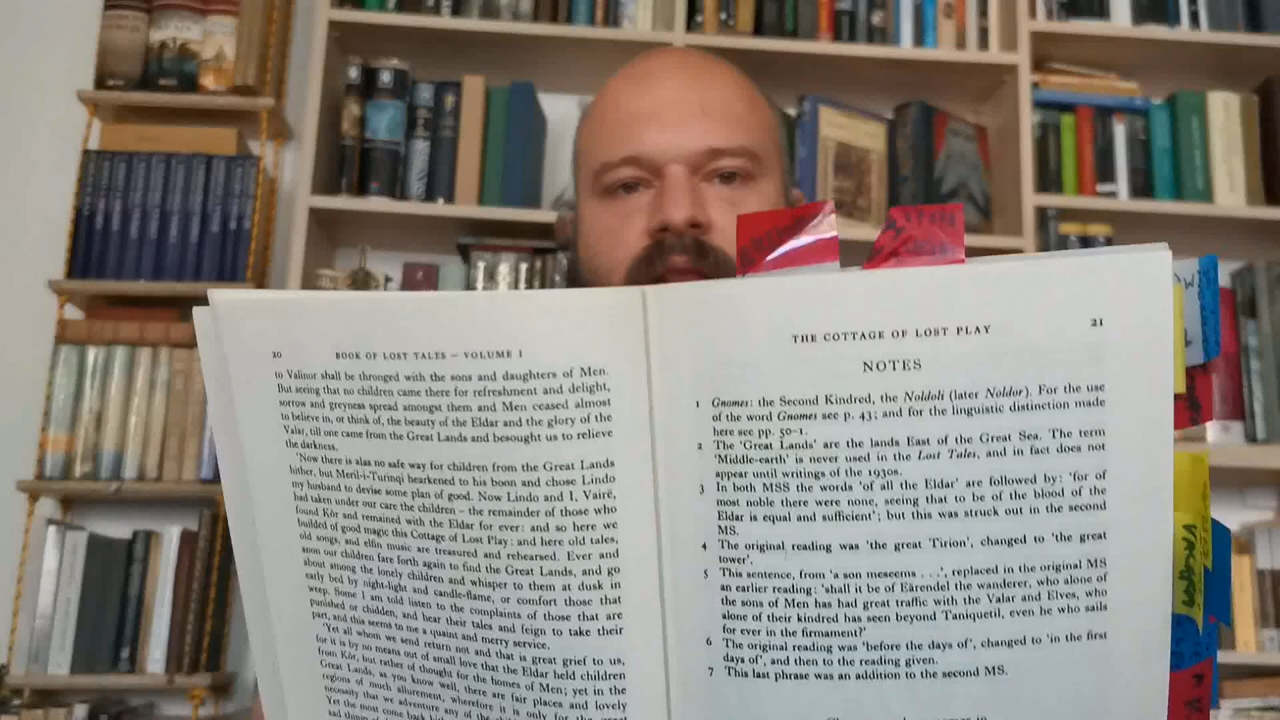 20
BOOK OF LOST TALES – VOLUME I
to Valinor shall be thronged with the sons and daughters of Men.
But seeing that no children came there for refreshment and delight,
sorrow and greyness spread amongst them and Men ceased almost
to believe in, or think of, the beauty of the Eldar and the glory of the
Valar, till one came from the Great Lands and besought us to relieve
the darkness.
'Now there is alas no safe way for children from the Great Lands
hither, but Meril-i-Turinqi hearkened to his boon and chose Lindo
my husband to devise some plan of good. Now Lindo and I, Vairë,
had taken under our care the children – the remainder of those who
found Kôr and remained with the Eldar for ever: and so here we
builded of good magic this Cottage of Lost Play: and here old tales,
old songs, and elfin music are treasured and rehearsed. Ever and
anon our children fare forth again to find the Great Lands, and go
about among the lonely children and whisper to them at dusk in
early bed by night-light and candle-flame, or comfort those that
weep. Some I am told listen to the complaints of those that are
punished or chidden, and hear their tales and feign to take their
part, and this seems to me a quaint and merry service.
'Yet all whom we send return not and that is great grief to us,
for it is by no means out of small love that the Eldar held children
from Kôr, but rather of thought for the homes of Men; yet in the
Great Lands, as you know well, there are fair places and lovely
regions of much allurement, wherefore it is only for the great
necessity that we adventure any of the
Yet the most come back
THE COTTAGE OF LOST PLAY
21
NOTES
1 Gnomes: the Second Kindred, the Noldoli (later Noldor). For the use
of the word Gnomes see p. 43; and for the linguistic distinction made
here see pp. 50–1.
2 The 'Great Lands' are the lands East of the Great Sea. The term
'Middle-earth' is never used in the Lost Tales, and in fact does not
appear until writings of the 1930s.
3 In both MSS the words 'of all the Eldar' are followed by: 'for of
most noble there were none, seeing that to be of the blood of the
Eldar is equal and sufficient'; but this was struck out in the second
MS.
4 The original reading was 'the great Tirion', changed to 'the great
tower'.
5 This sentence, from 'a son meseems . . .', replaced in the original MS
an earlier reading: 'shall it be of Eärendel the wanderer, who alone of
the sons of Men has had great traffic with the Valar and Elves, who
alone of their kindred has seen beyond Taniquetil, even he who sails
for ever in the firmament?'
6 The original reading was 'before the days of', changed to 'in the first
days of', and then to the reading given.
7 This last phrase was an addition to the second MS.